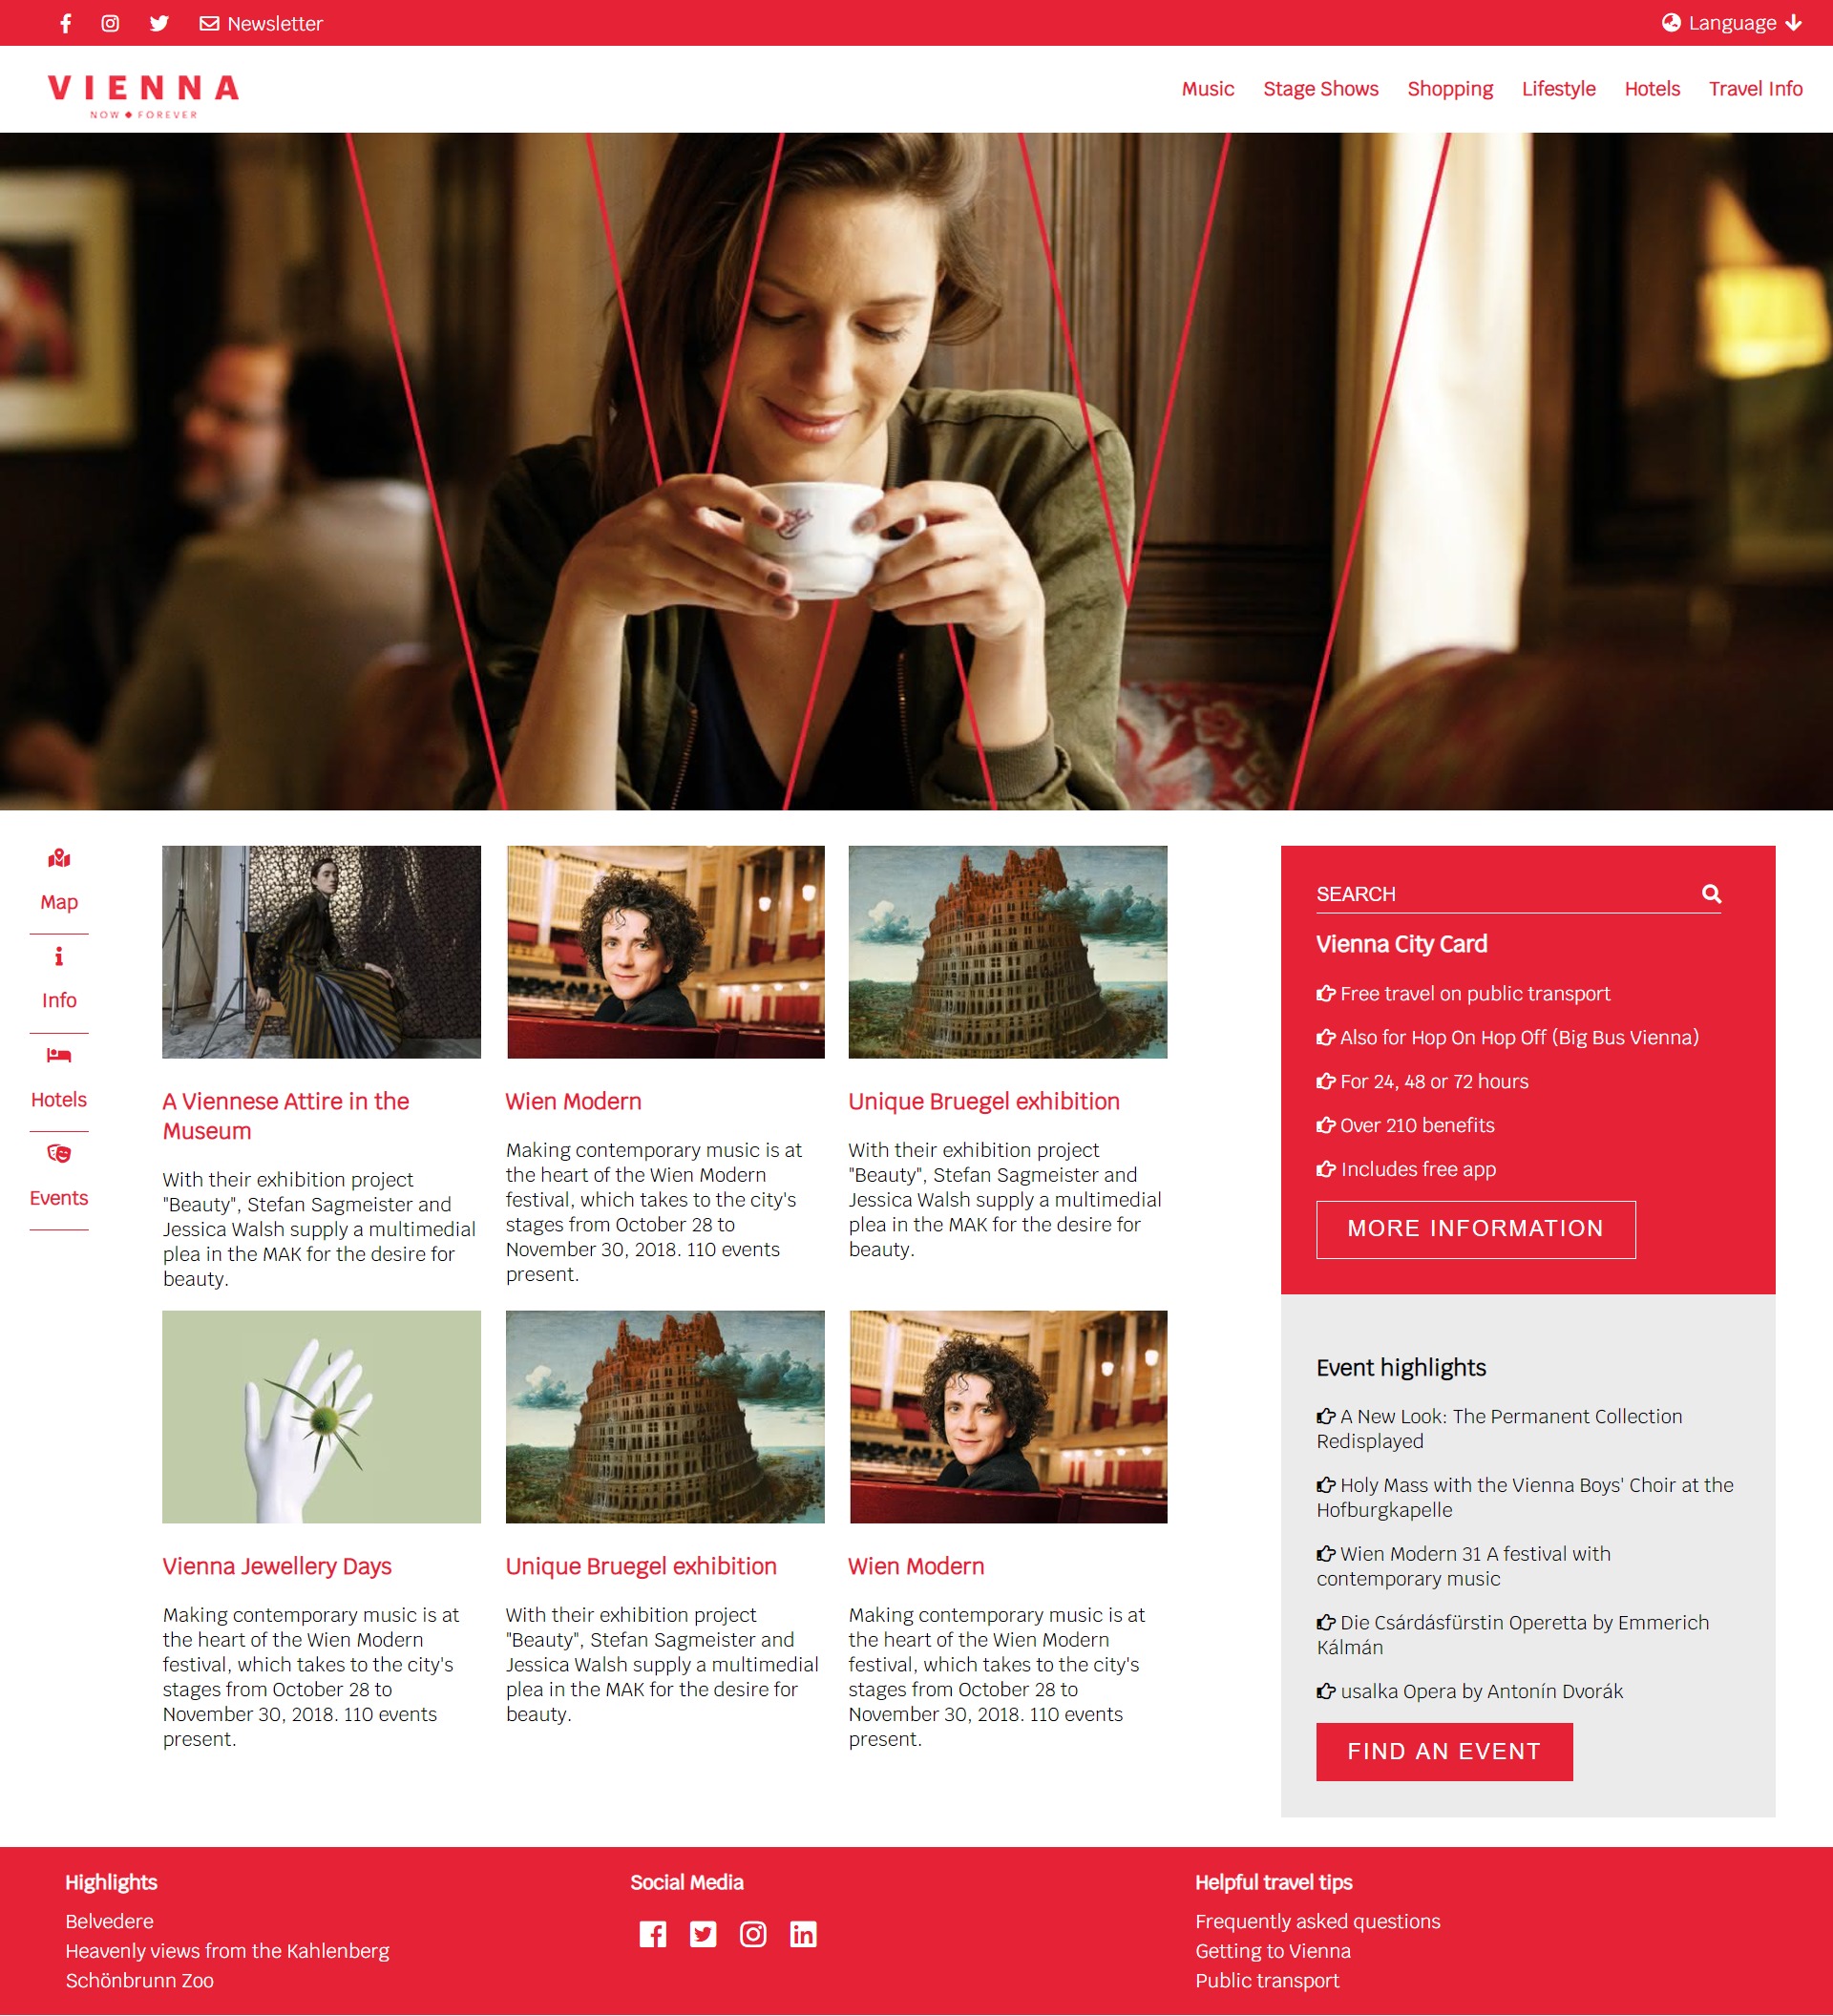 Newsletter
Language
VIENNA
NOW FOREVER
Music
Stage Shows
Shopping
Lifestyle
Hotels
Travel Info
Map
Info
Hotels
Events
A Viennese Attire in the
Museum
With their exhibition project
"Beauty", Stefan Sagmeister and
Jessica Walsh supply a multimedial
plea in the MAK for the desire for
beauty.
Wien Modern
Making contemporary music is at
the heart of the Wien Modern
festival, which takes to the city's
stages from October 28 to
November 30, 2018. 110 events
present.
Unique Bruegel exhibition
With their exhibition project
"Beauty", Stefan Sagmeister and
Jessica Walsh supply a multimedial
plea in the MAK for the desire for
beauty.
Vienna Jewellery Days
Making contemporary music is at
the heart of the Wien Modern
festival, which takes to the city's
stages from October 28 to
November 30, 2018. 110 events
present.
Unique Bruegel exhibition
With their exhibition project
"Beauty", Stefan Sagmeister and
Jessica Walsh supply a multimedial
plea in the MAK for the desire for
beauty.
Wien Modern
Making contemporary music is at
the heart of the Wien Modern
festival, which takes to the city's
stages from October 28 to
November 30, 2018. 110 events
present.
SEARCH
Vienna City Card
Free travel on public transport
Also for Hop On Hop Off (Big Bus Vienna)
For 24, 48 or 72 hours
Over 210 benefits
Includes free app
MORE INFORMATION
Event highlights
A New Look: The Permanent Collection
Redisplayed
Holy Mass with the Vienna Boys' Choir at the
Hofburgkapelle
Wien Modern 31 A festival with
contemporary music
Die Csárdásfürstin Operetta by Emmerich
Kálmán
usalka Opera by Antonín Dvorák
FIND AN EVENT
Highlights
Belvedere
Heavenly views from the Kahlenberg
Schönbrunn Zoo
Social Media
Helpful travel tips
Frequently asked questions
Getting to Vienna
Public transport